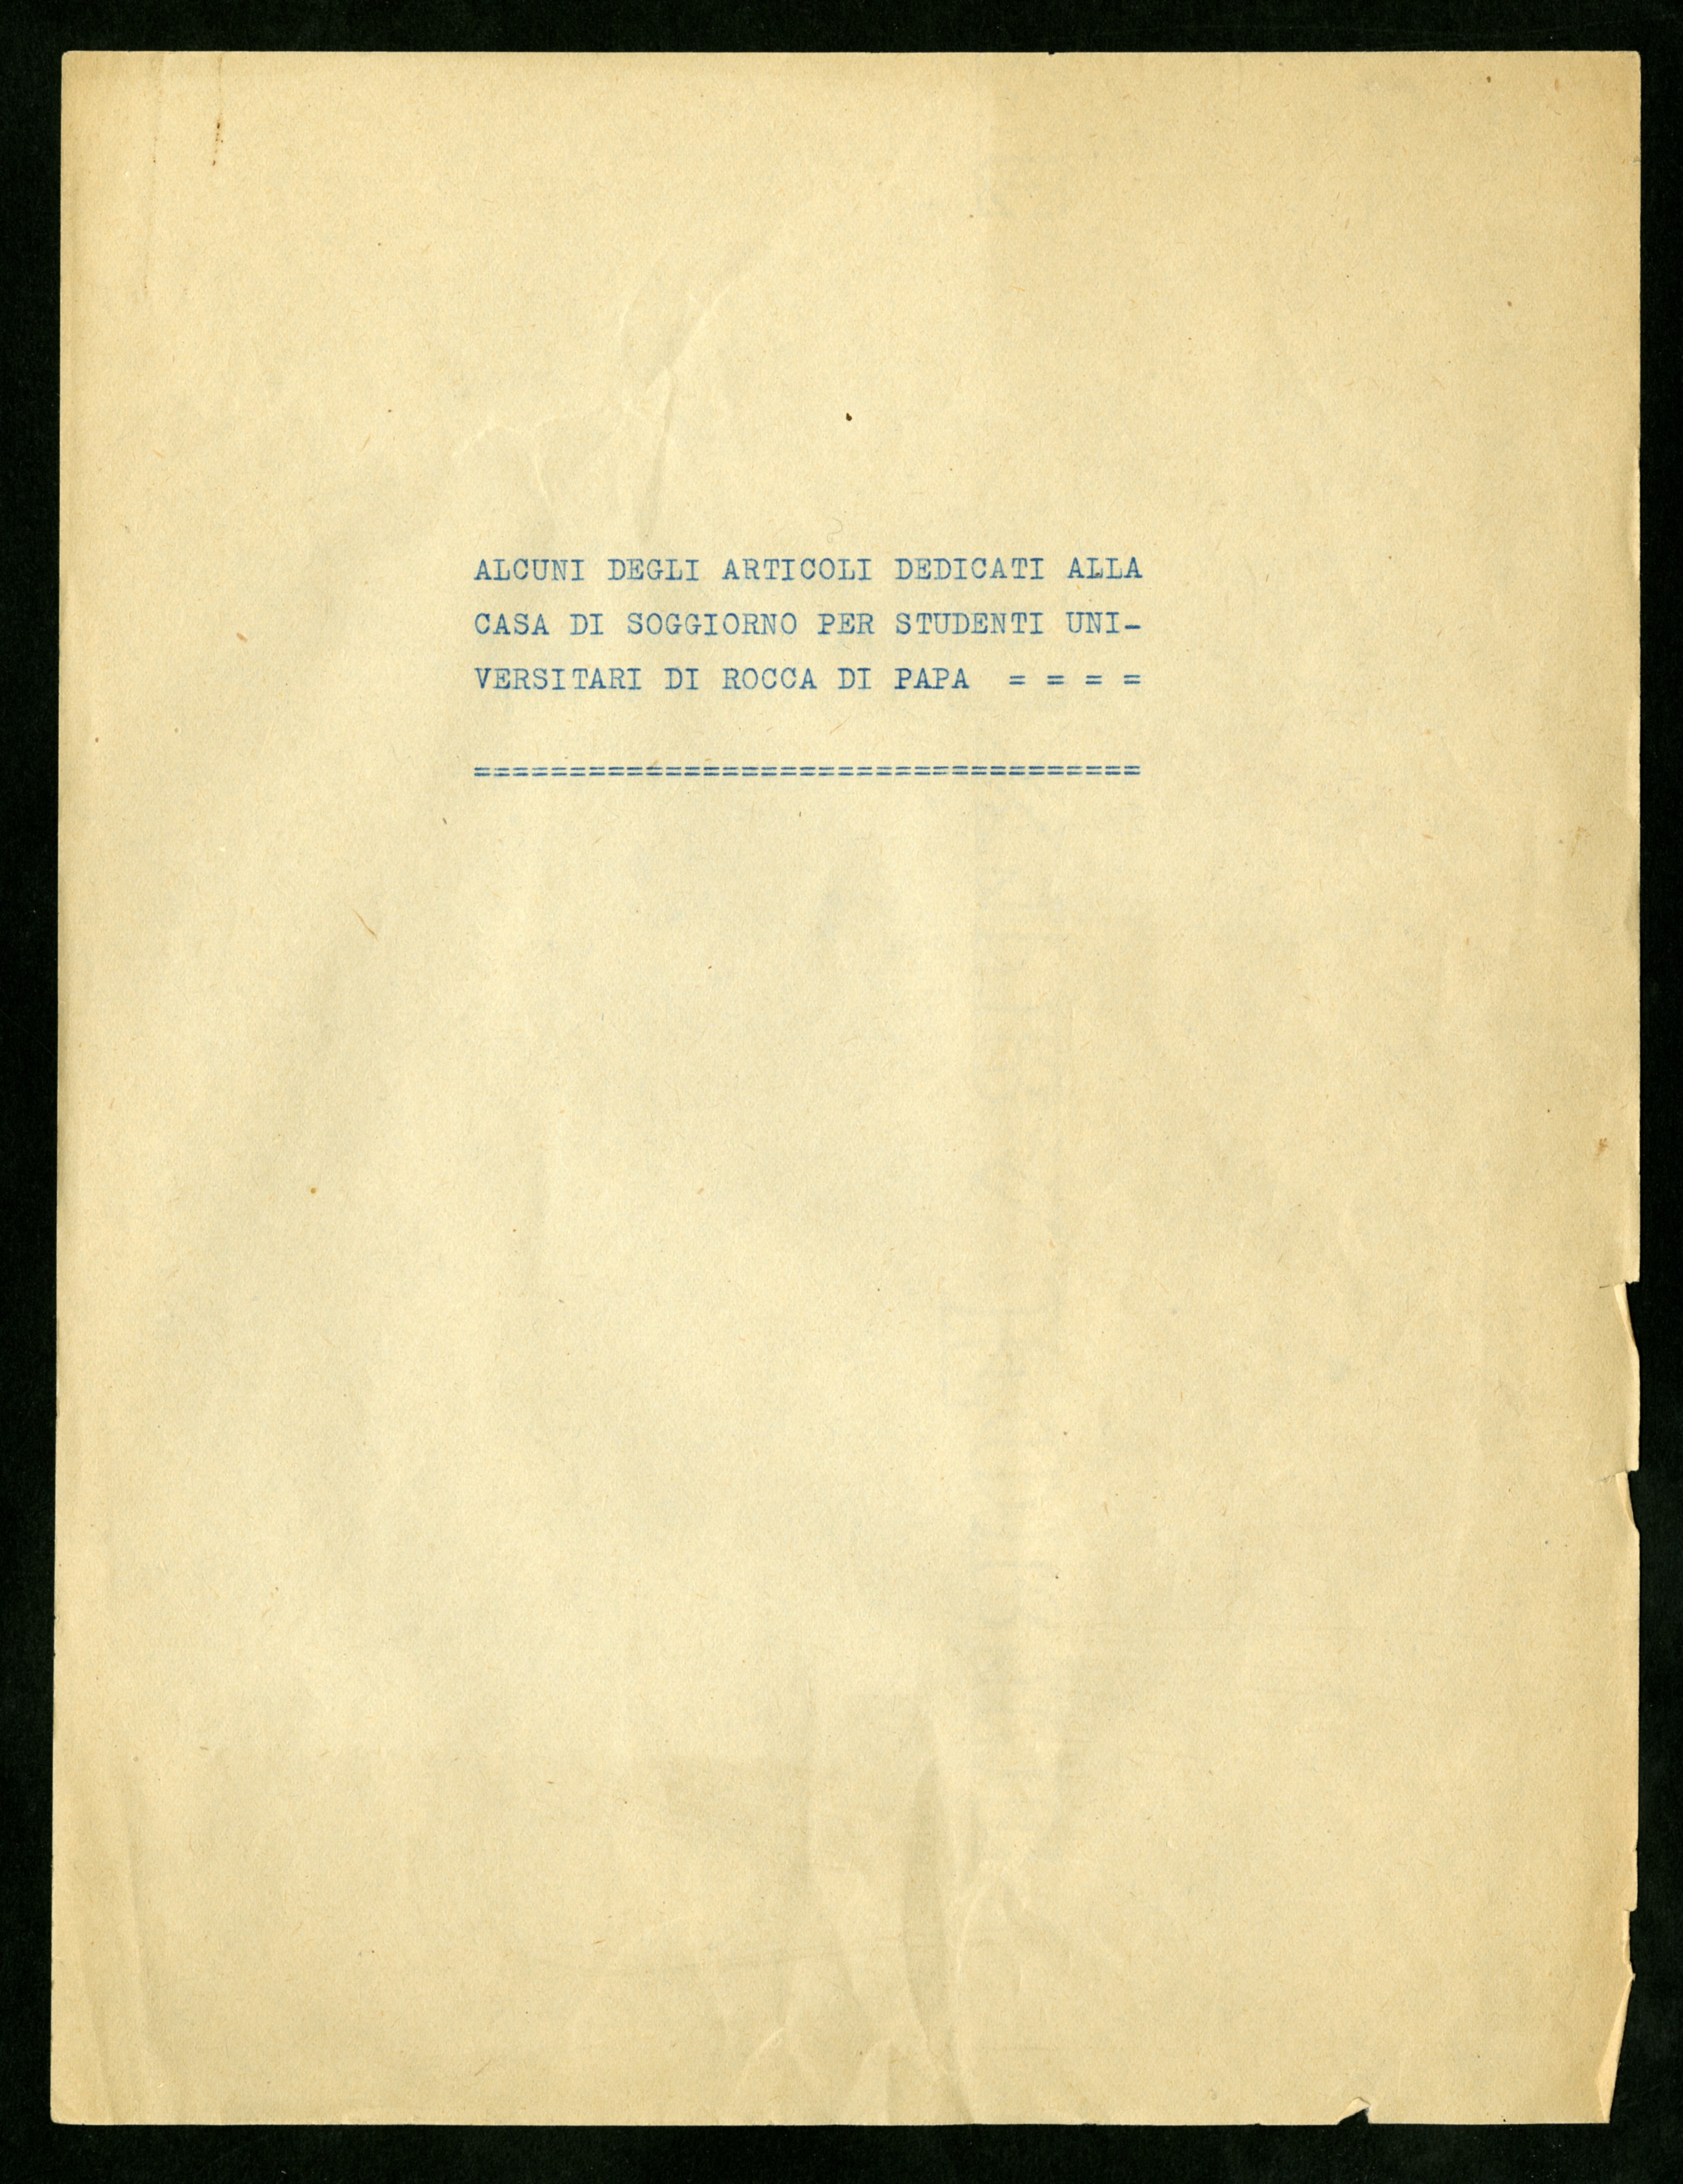 ALCUNI DEGLI ARTICOLI DEDICATI ALLA
CASA DI SOGGIORNO PER STUDENTI UNI-
VERSITARI DI ROCCA DI PAPA = = = =
===================================